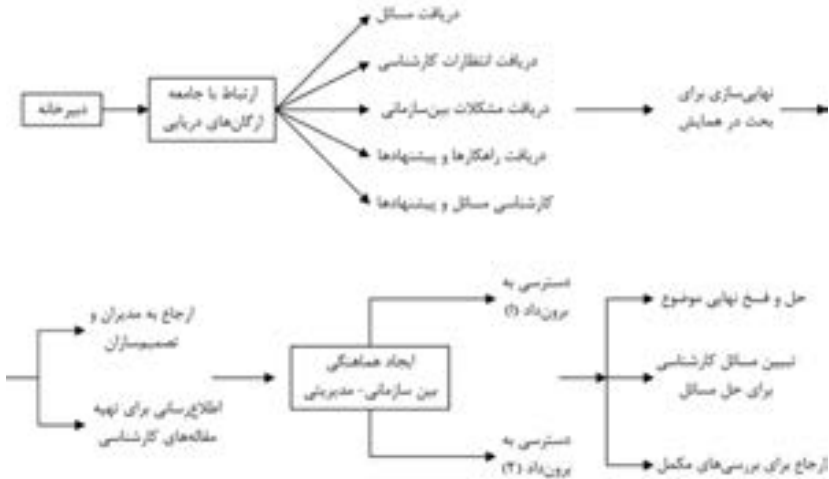 دبیرخانه
ارتباط با جامعه
ارگان‌های دریایی
دریافت مسائل
دریافت انتظارات کارشناسی
دریافت مشکلات بین‌سازمانی
دریافت راهکارها و پیشنهادها
کارشناسی مسائل و پیشنهادها
نهایی‌سازی برای
بحث در همایش
ارجاع به مدیران و
تصمیم‌سازان
اطلاع‌رسانی برای تهیه
مقاله‌های کارشناسی
ایجاد هماهنگی
بین سازمانی- مدیریتی
دسترسی به
برون‌داد (۱)
دسترسی به
برون‌داد (۲)
حل و فسخ نهایی موضوع
تبیین مسائل کارشناسی
برای حل مسائل
ارجاع برای بررسی‌های مکمل